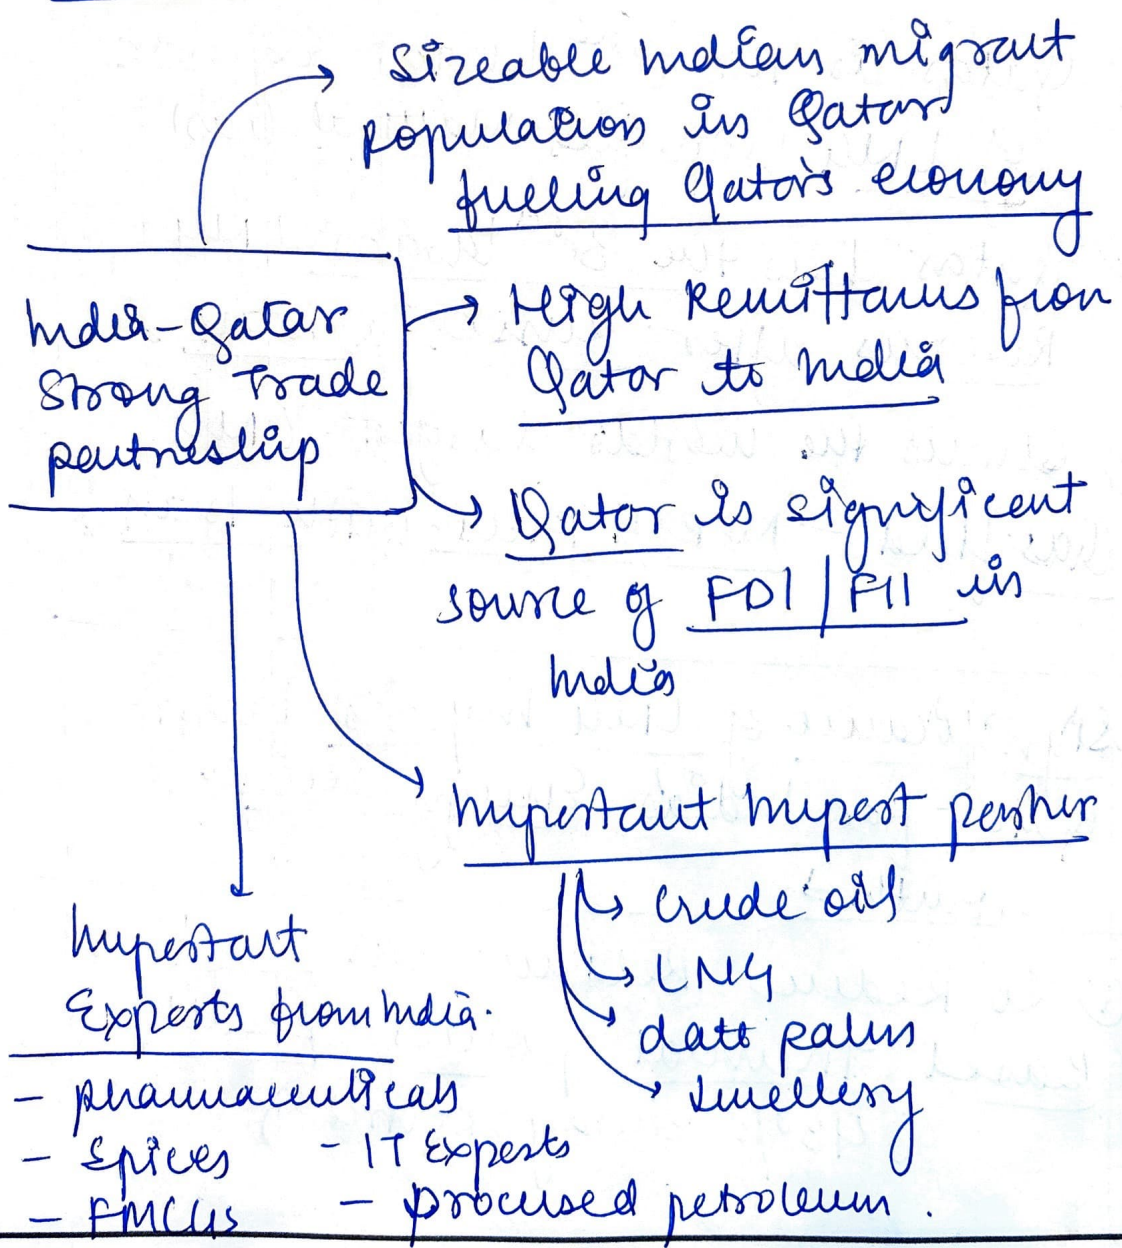 Sizeable Indian migrant
population in Qatar
fueling Qatar's economy
India-Qatar
Strong Trade
partnership
High Remittances from
Qatar to India
Qatar is significant
source of FDI/FII in
India
Important Import partner
crude oil
LNG
date palms
Important
Exports from India.
- pharmaceuticals
- Spices - IT Exports
- FMCGs - processed petroleum.